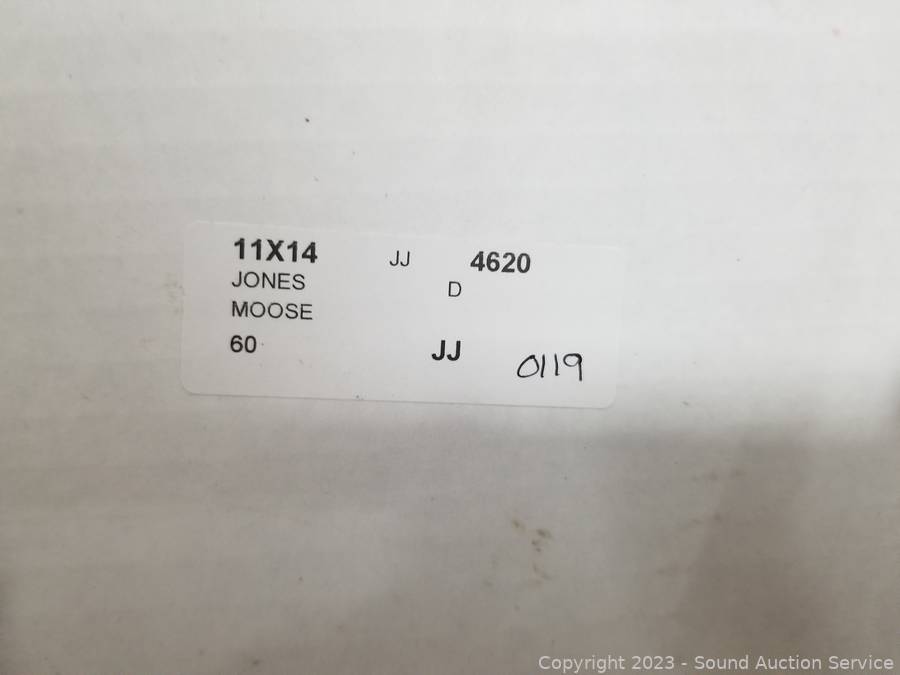 11X14 JJ 4620
JONES D
MOOSE
60 JJ 0119
Copyright 2023 - Sound Auction Service